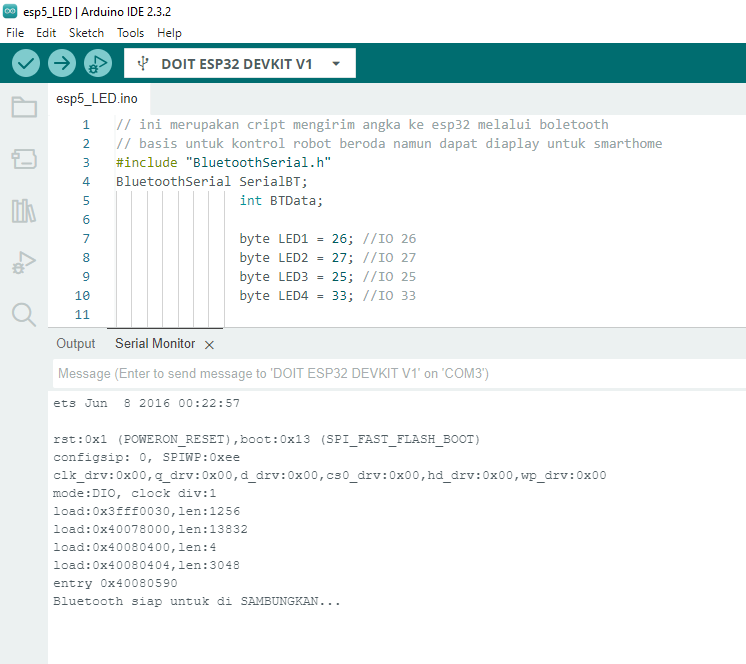 esp5_LED | Arduino IDE 2.3.2
File Edit Sketch Tools Help
DOIT ESP32 DEVKIT V1
esp5_LED.ino
1 // ini merupakan cript mengirim angka ke esp32 melalui boletooth
2 // basis untuk kontrol robot beroda namun dapat diaplay untuk smarthome
3 #include "BluetoothSerial.h"
4 BluetoothSerial SerialBT;
5 int BTData;
6
7 byte LED1 = 26; //IO 26
8 byte LED2 = 27; //IO 27
9 byte LED3 = 25; //IO 25
10 byte LED4 = 33; //IO 33
11
Output Serial Monitor
Message (Enter to send message to 'DOIT ESP32 DEVKIT V1' on 'COM3')
ets Jun  8 2016 00:22:57
rst:0x1 (POWERON_RESET),boot:0x13 (SPI_FAST_FLASH_BOOT)
configsip: 0, SPIWP:0xee
clk_drv:0x00,q_drv:0x00,d_drv:0x00,cs0_drv:0x00,hd_drv:0x00,wp_drv:0x00
mode:DIO, clock div:1
load:0x3fff0030,len:1256
load:0x40078000,len:13832
load:0x40080400,len:4
load:0x40080404,len:3048
entry 0x40080590
Bluetooth siap untuk di SAMBUNGKAN...